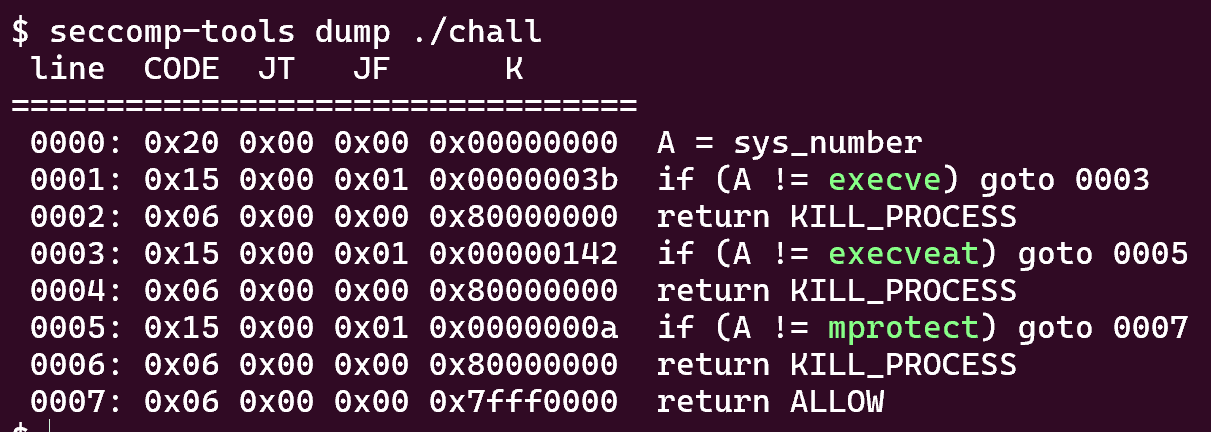 $ seccomp-tools dump ./chall
line CODE JT JF K
=================================
0000: 0x20 0x00 0x00 0x00000000 A = sys_number
0001: 0x15 0x00 0x01 0x0000003b if (A != execve) goto 0003
0002: 0x06 0x00 0x00 0x80000000 return KILL_PROCESS
0003: 0x15 0x00 0x01 0x00000142 if (A != execveat) goto 0005
0004: 0x06 0x00 0x00 0x80000000 return KILL_PROCESS
0005: 0x15 0x00 0x01 0x0000000a if (A != mprotect) goto 0007
0006: 0x06 0x00 0x00 0x80000000 return KILL_PROCESS
0007: 0x06 0x00 0x00 0x7fff0000 return ALLOW
$